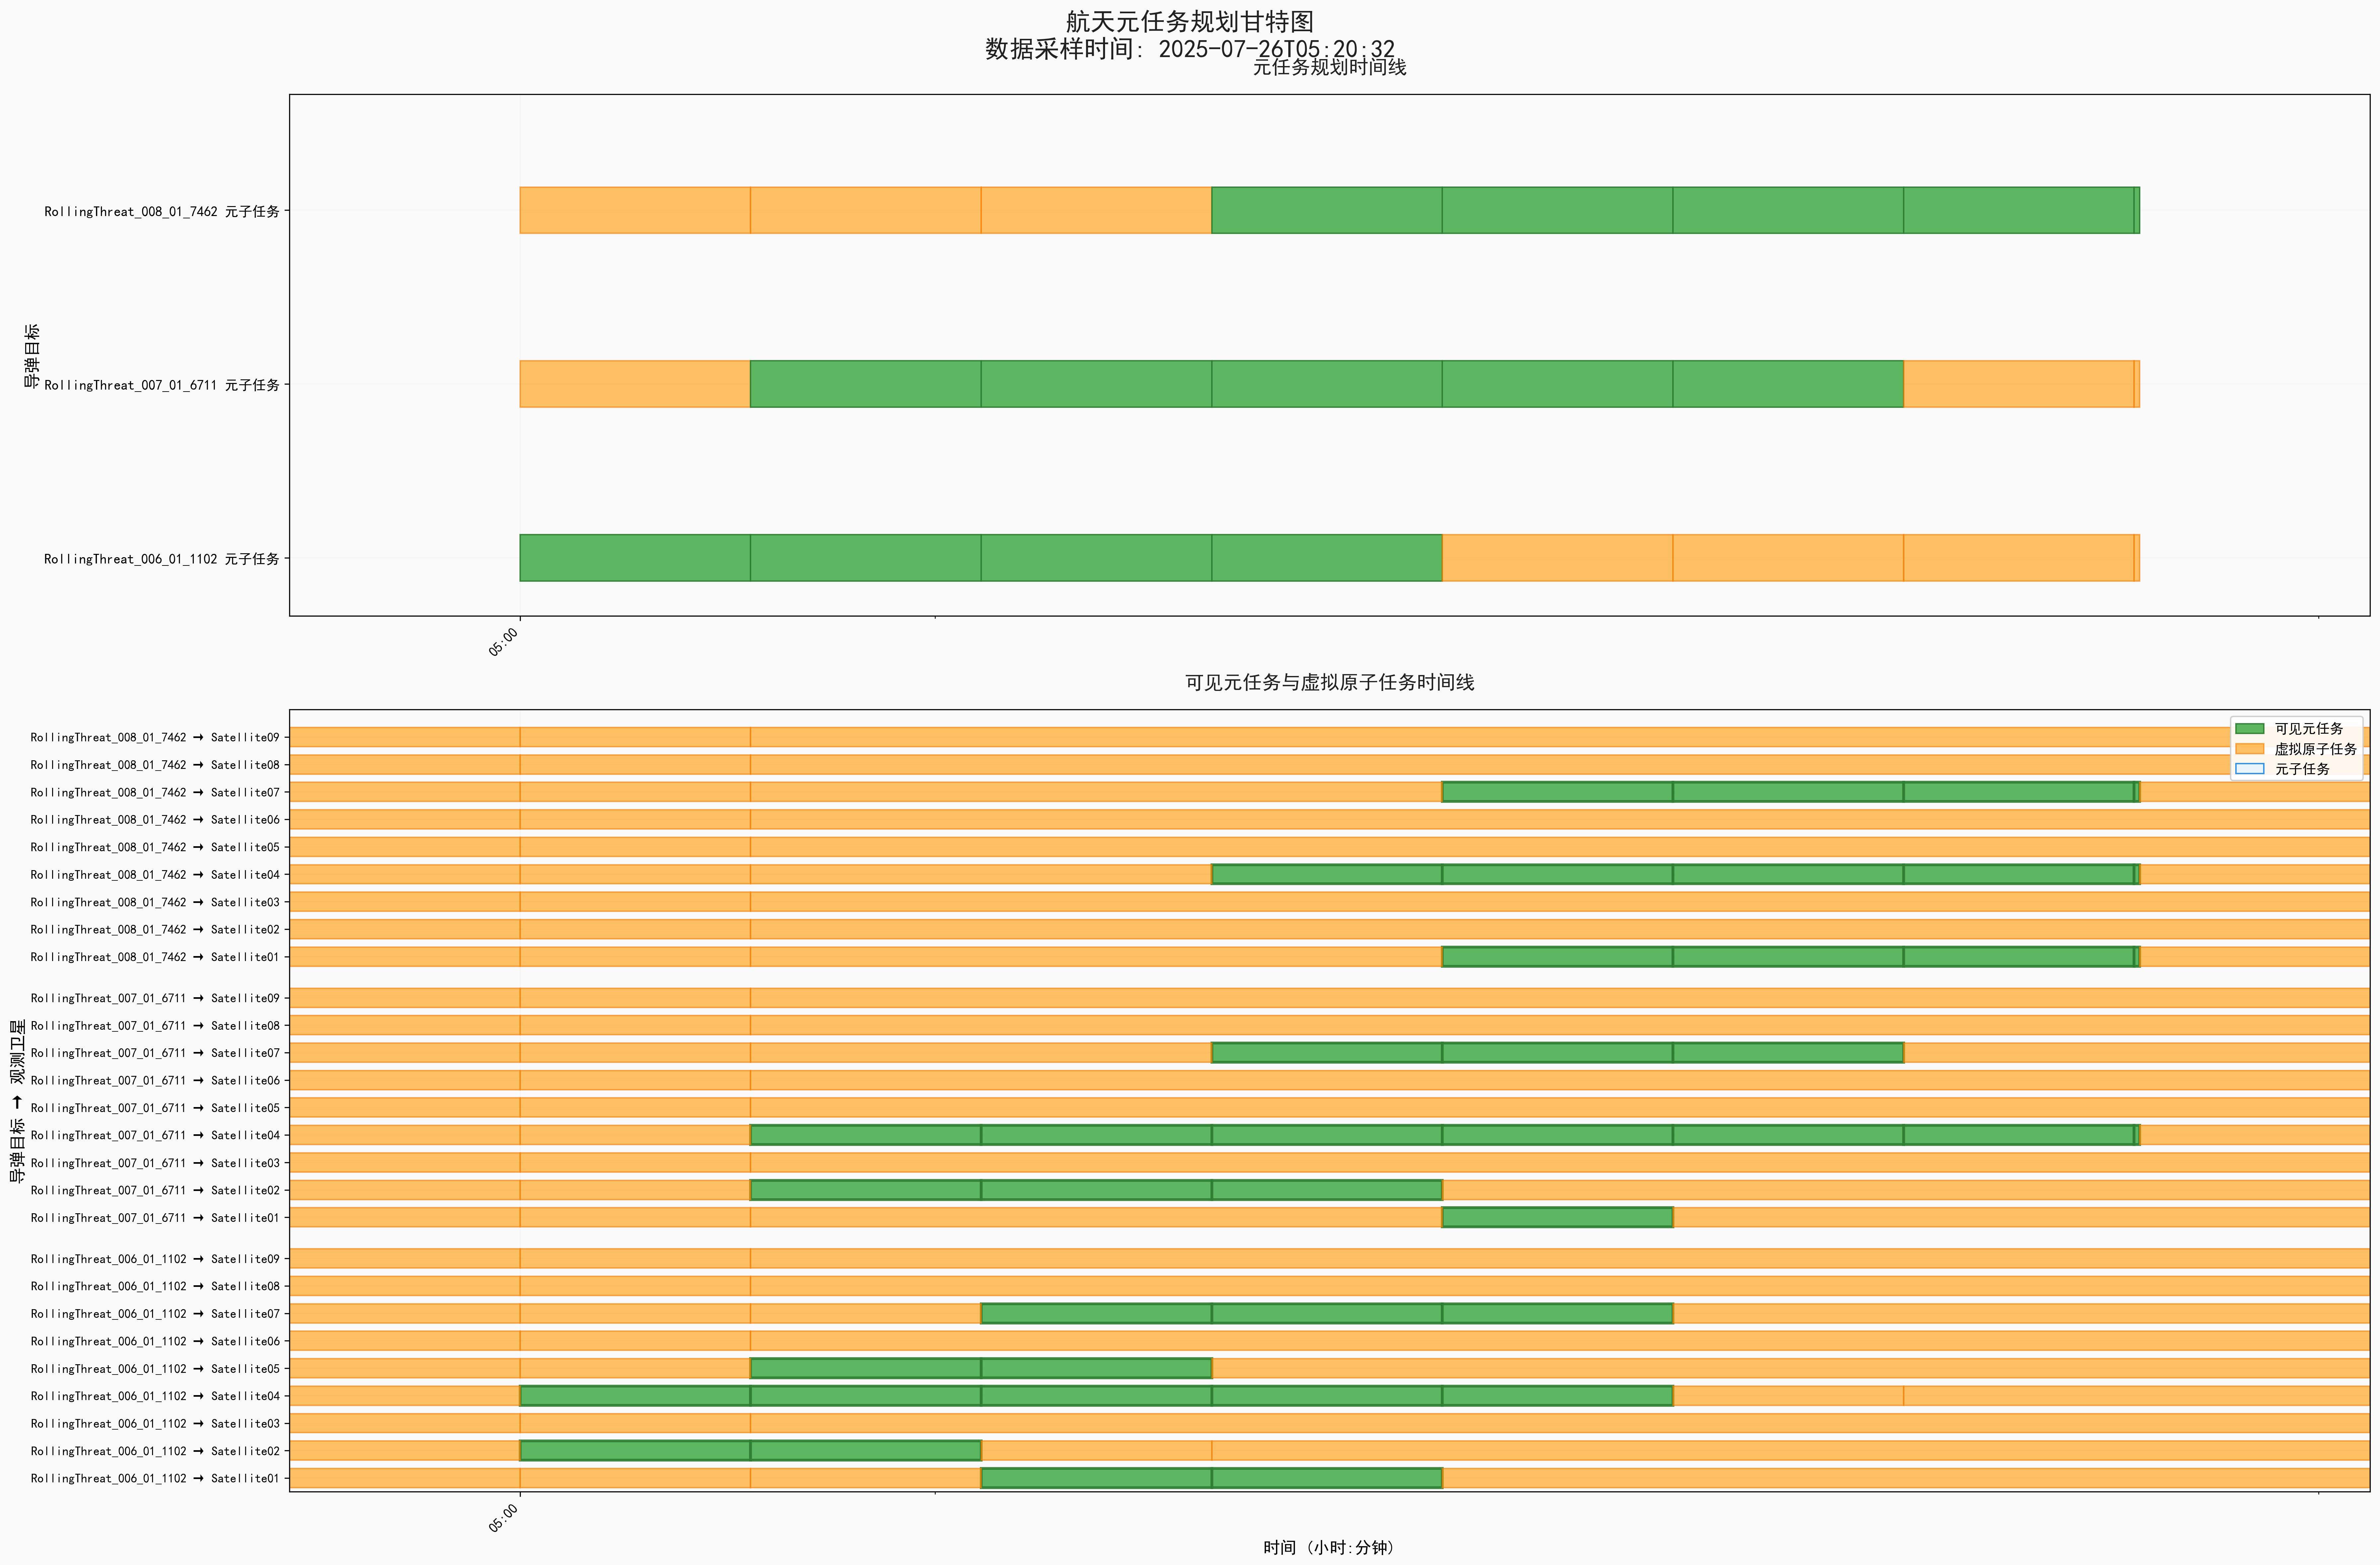 航天元任务规划甘特图
数据采样时间: 2025-07-26T05:20:32
元任务规划时间线
导弹目标
RollingThreat_008_01_7462 元子任务
RollingThreat_007_01_6711 元子任务
RollingThreat_006_01_1102 元子任务
05:00
可见元任务与虚拟原子任务时间线
可见元任务
虚拟原子任务
元子任务
导弹目标 → 观测卫星
RollingThreat_008_01_7462 → Satellite09
RollingThreat_008_01_7462 → Satellite08
RollingThreat_008_01_7462 → Satellite07
RollingThreat_008_01_7462 → Satellite06
RollingThreat_008_01_7462 → Satellite05
RollingThreat_008_01_7462 → Satellite04
RollingThreat_008_01_7462 → Satellite03
RollingThreat_008_01_7462 → Satellite02
RollingThreat_008_01_7462 → Satellite01
RollingThreat_007_01_6711 → Satellite09
RollingThreat_007_01_6711 → Satellite08
RollingThreat_007_01_6711 → Satellite07
RollingThreat_007_01_6711 → Satellite06
RollingThreat_007_01_6711 → Satellite05
RollingThreat_007_01_6711 → Satellite04
RollingThreat_007_01_6711 → Satellite03
RollingThreat_007_01_6711 → Satellite02
RollingThreat_007_01_6711 → Satellite01
RollingThreat_006_01_1102 → Satellite09
RollingThreat_006_01_1102 → Satellite08
RollingThreat_006_01_1102 → Satellite07
RollingThreat_006_01_1102 → Satellite06
RollingThreat_006_01_1102 → Satellite05
RollingThreat_006_01_1102 → Satellite04
RollingThreat_006_01_1102 → Satellite03
RollingThreat_006_01_1102 → Satellite02
RollingThreat_006_01_1102 → Satellite01
05:00
时间 (小时:分钟)